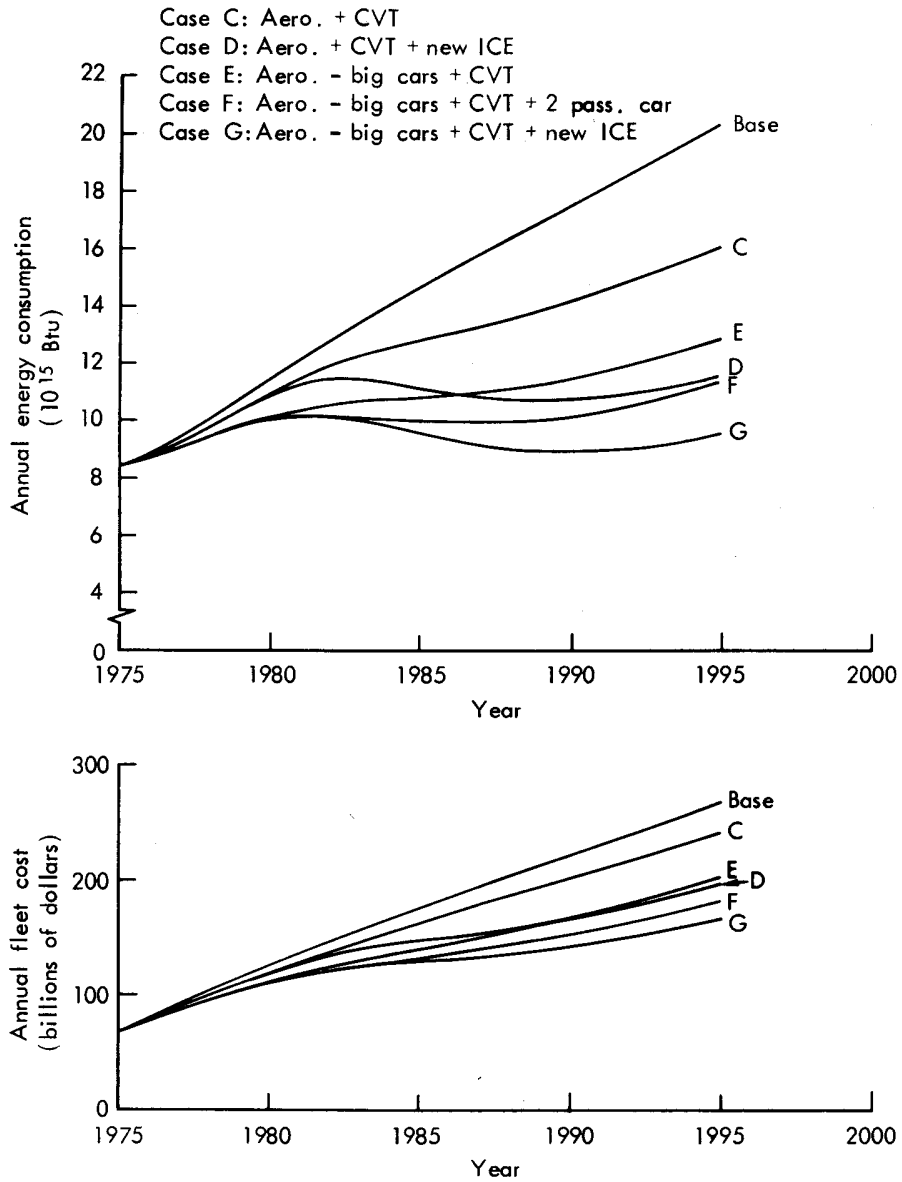 Case C: Aero. + CVT
Case D: Aero. + CVT + new ICE
Case E: Aero. - big cars + CVT
Case F: Aero. - big cars + CVT + 2 pass. car
Case G: Aero. - big cars + CVT + new ICE
22
20
18
16
14
12
10
8
6
4
0
Annual energy consumption
(10^15 Btu)
Base
C
E
D
F
G
1975
1980
1985
1990
1995
2000
Year
300
200
100
0
Annual fleet cost
(billions of dollars)
Base
C
E
D
F
G
1975
1980
1985
1990
1995
2000
Year